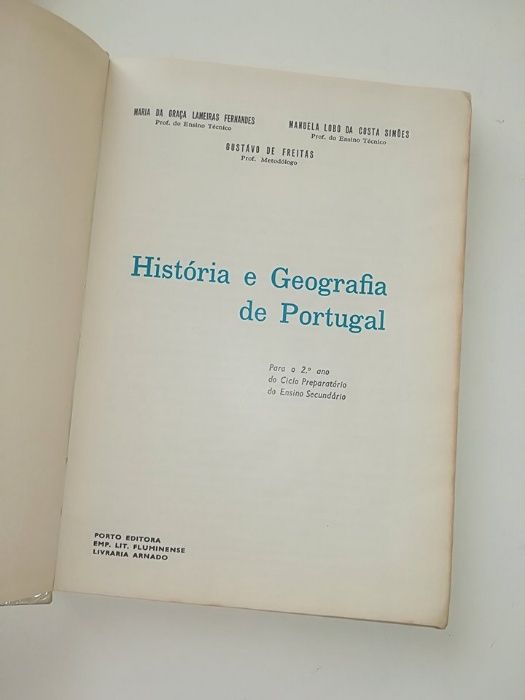 MARIA DA GRAÇA LAMEIRAS FERNANDES
Prof. do Ensino Técnico
MANUELA LOBO DA COSTA SIMÕES
Prof. do Ensino Técnico
GUSTAVO DE FREITAS
Prof. Metodólogo
História e Geografia
de Portugal
Para o 2.º ano
do Ciclo Preparatório
do Ensino Secundário
PORTO EDITORA
EMP. LIT. FLUMINENSE
LIVRARIA ARNADO